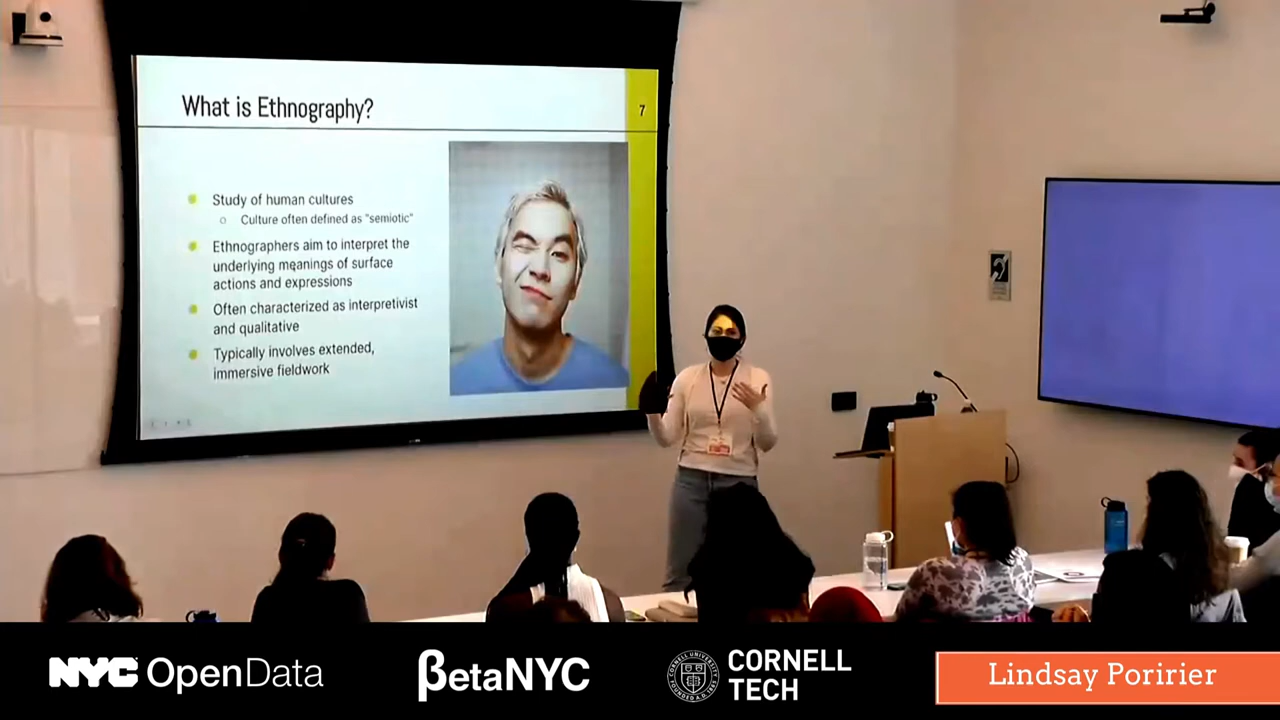 What is Ethnography?
7
Study of human cultures
Culture often defined as "semiotic"
Ethnographers aim to interpret the
underlying meanings of surface
actions and expressions
Often characterized as interpretivist
and qualitative
Typically involves extended,
immersive fieldwork
NYC OpenData
βetaNYC
CORNELL
TECH
Lindsay Poririer